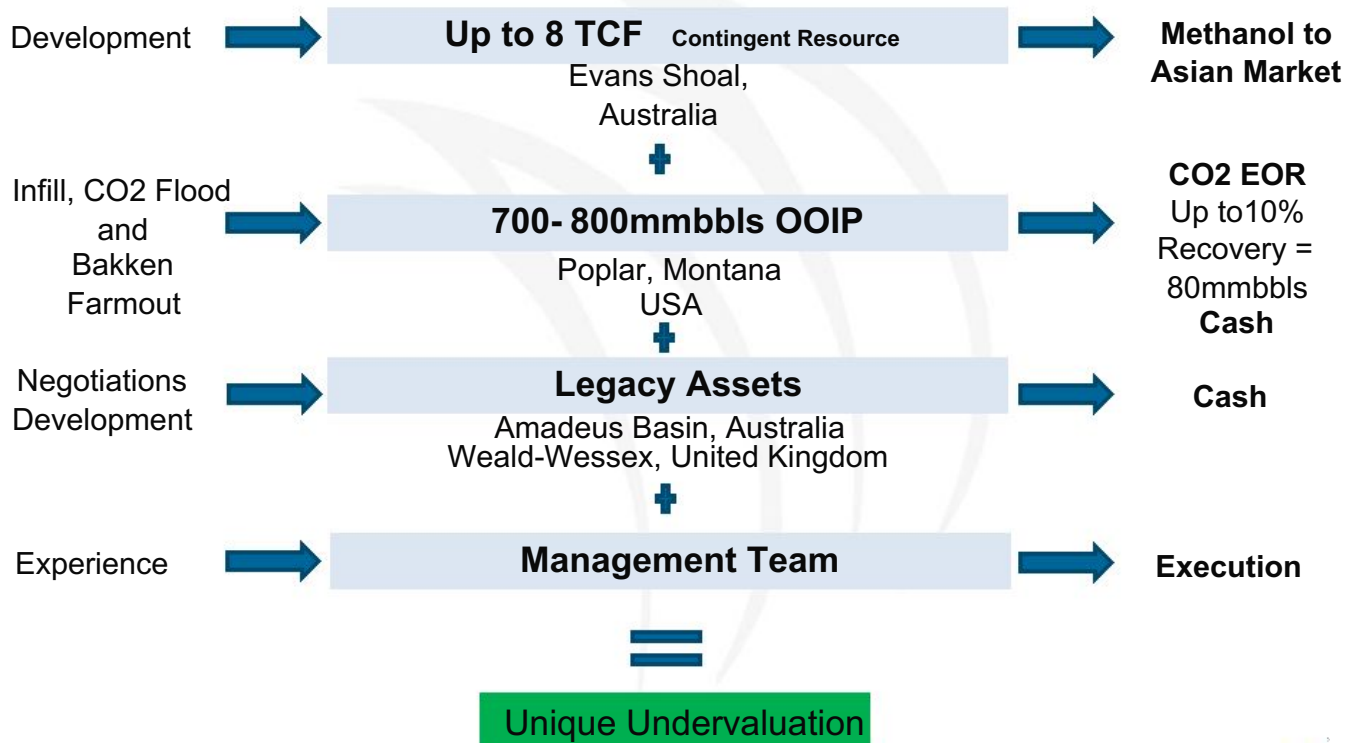 Development
Up to 8 TCF Contingent Resource
Evans Shoal,
Australia
Methanol to
Asian Market
Infill, CO2 Flood
and
Bakken
Farmout
700- 800mmbbls OOIP
Poplar, Montana
USA
CO2 EOR
Up to10%
Recovery =
80mmbbls
Cash
Negotiations
Development
Legacy Assets
Amadeus Basin, Australia
Weald-Wessex, United Kingdom
Cash
Experience
Management Team
Execution
Unique Undervaluation